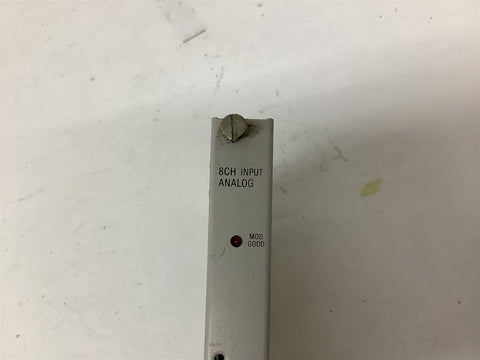 8CH INPUT
ANALOG
MOD
GOOD